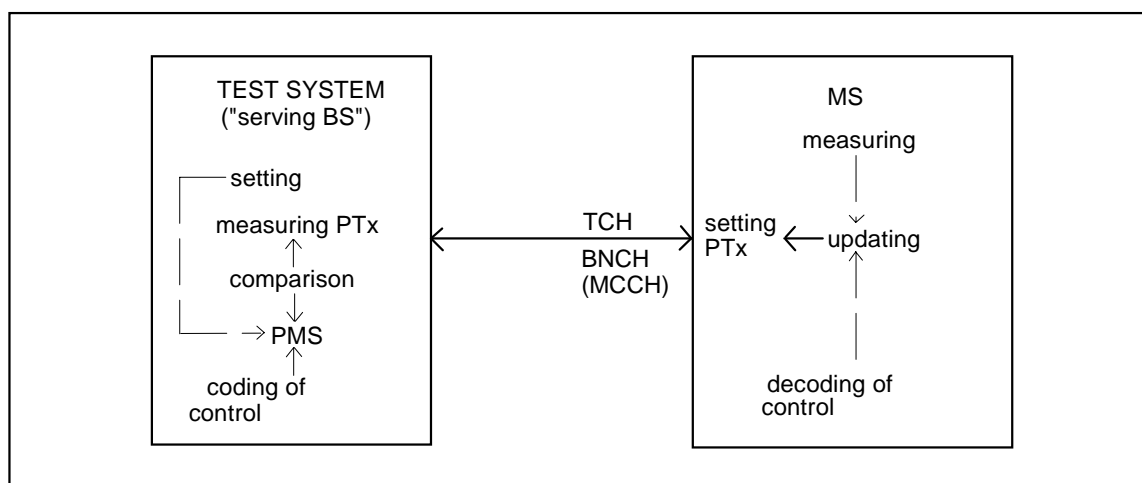 TEST SYSTEM
("serving BS")
setting
measuring PTx
comparison
PMS
coding of
control
TCH
BNCH
(MCCH)
MS
measuring
setting
PTx
updating
decoding of
control